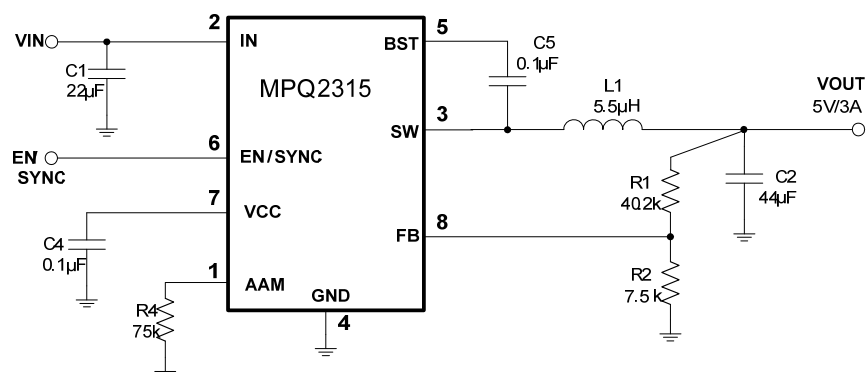 2
5
VIN
IN
BST
C5
0.1µF
C1
22µF
MPQ2315
L1
5.5µH
VOUT
5V/3A
3
SW
6
EN'
SYNC
EN/SYNC
R1
40.2k
C2
44µF
7
VCC
8
FB
C4
0.1µF
1
AAM
R2
7.5k
GND
R4
75k
4